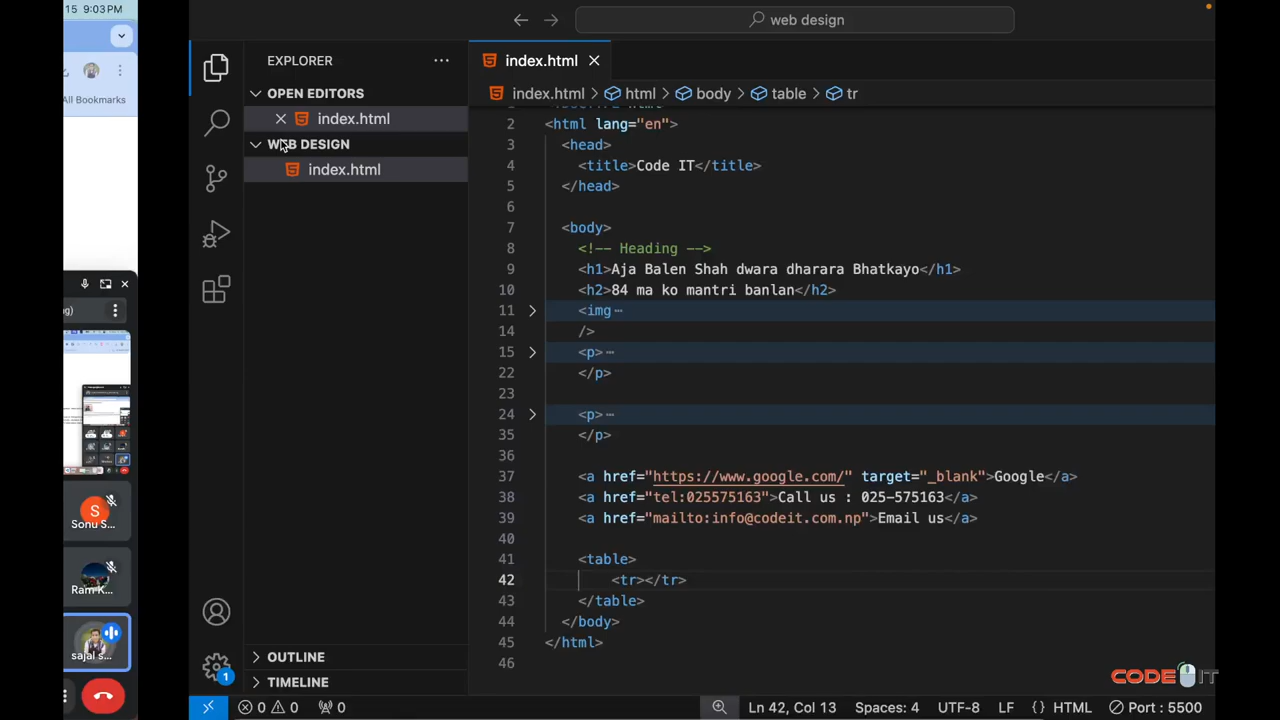 15 9:03 PM
All Bookmarks
ng)
Sonu S...
Ram K...
sajal s...
web design
EXPLORER
OPEN EDITORS
index.html
WEB DESIGN
index.html
OUTLINE
TIMELINE
1
index.html
index.html > html > body > table > tr
2 <html lang="en">
3 <head>
4 <title>Code IT</title>
5 </head>
6
7 <body>
8 <!-- Heading -->
9 <h1>Aja Balen Shah dwara dharara Bhatkayo</h1>
10 <h2>84 ma ko mantri banlan</h2>
11 <img…
14 />
15 <p>…
22 </p>
23
24 <p>…
35 </p>
36
37 <a href="https://www.google.com/" target="_blank">Google</a>
38 <a href="tel:025575163">Call us : 025-575163</a>
39 <a href="mailto:info@codeit.com.np">Email us</a>
40
41 <table>
42 <tr></tr>
43 </table>
44 </body>
45 </html>
46
CODE IT
0 0 0 Ln 42, Col 13 Spaces: 4 UTF-8 LF {} HTML Port : 5500